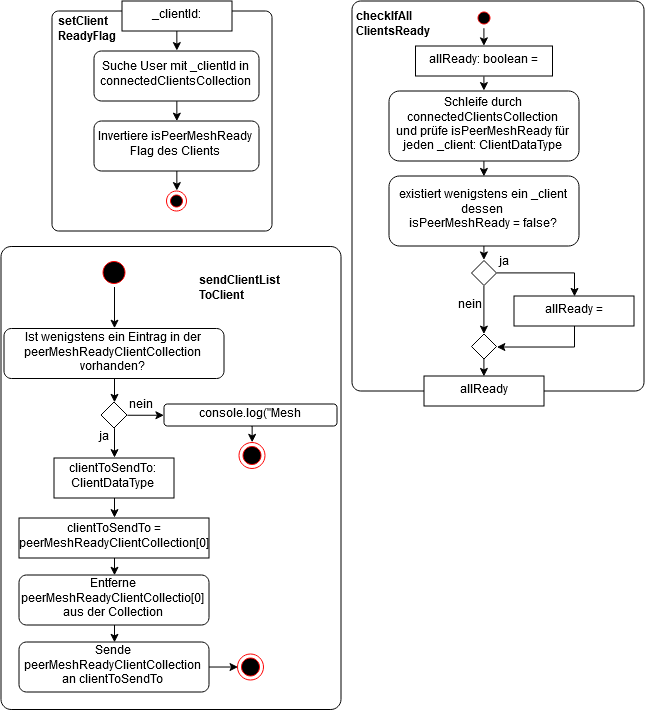 setClient
ReadyFlag
_clientId:
Suche User mit _clientId in
connectedClientsCollection
Invertiere isPeerMeshReady
Flag des Clients
checkIfAll
ClientsReady
allReady: boolean =
Schleife durch
connectedClientsCollection
und prüfe isPeerMeshReady für
jeden _client: ClientDataType
existiert wenigstens ein _client
dessen
isPeerMeshReady = false?
ja
nein
allReady =
allReady
sendClientList
ToClient
Ist wenigstens ein Eintrag in der
peerMeshReadyClientCollection
vorhanden?
nein
console.log("Mesh
ja
clientToSendTo:
ClientDataType
clientToSendTo =
peerMeshReadyClientCollection[0]
Entferne
peerMeshReadyClientCollectio[0]
aus der Collection
Sende
peerMeshReadyClientCollection
an clientToSendTo